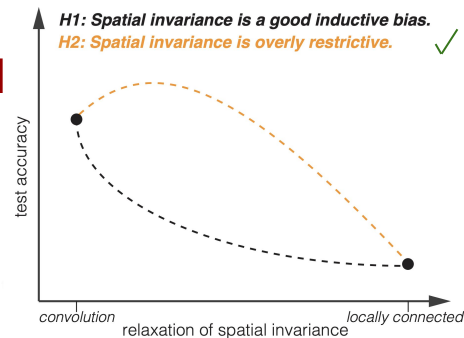 H1: Spatial invariance is a good inductive bias.
H2: Spatial invariance is overly restrictive.
test accuracy
convolution
locally connected
relaxation of spatial invariance